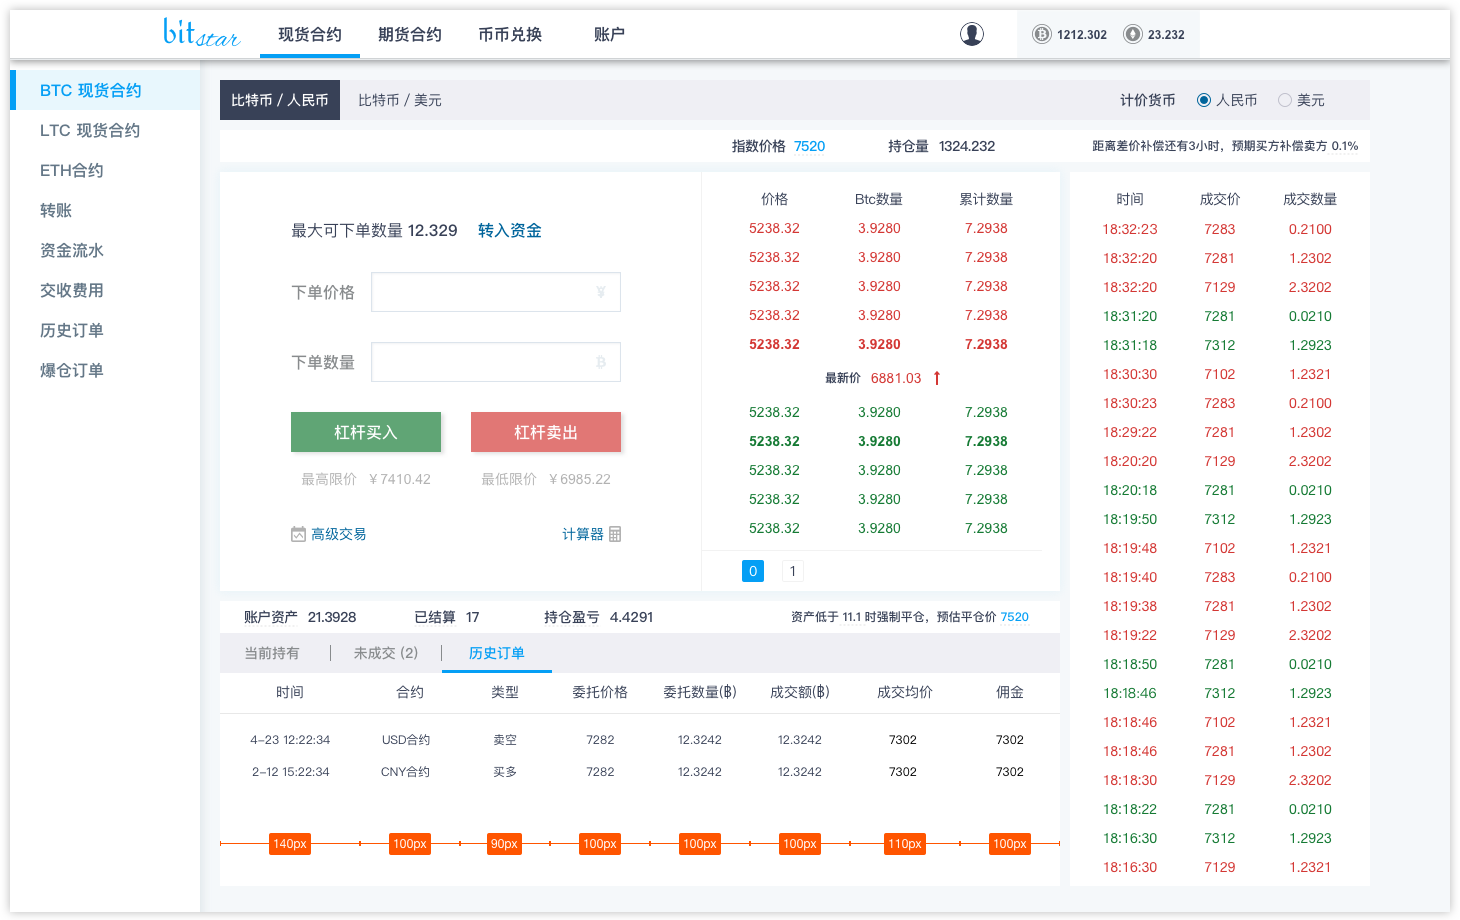 bitstar 现货合约 期货合约 币币兑换 账户 1212.302 23.232
BTC 现货合约
LTC 现货合约
ETH合约
转账
资金流水
交收费用
历史订单
爆仓订单
比特币 / 人民币 比特币 / 美元 计价货币 人民币 美元
指数价格 7520 持仓量 1324.232 距离差价补偿还有3小时，预期买方补偿卖方 0.1%
最大可下单数量 12.329 转入资金
下单价格 ¥
下单数量 B
杠杆买入 杠杆卖出
最高限价 ¥7410.42 最低限价 ¥6985.22
高级交易 计算器
价格 Btc数量 累计数量
5238.32 3.9280 7.2938
5238.32 3.9280 7.2938
5238.32 3.9280 7.2938
5238.32 3.9280 7.2938
5238.32 3.9280 7.2938
最新价 6881.03 ↑
5238.32 3.9280 7.2938
5238.32 3.9280 7.2938
5238.32 3.9280 7.2938
5238.32 3.9280 7.2938
5238.32 3.9280 7.2938
0 1
时间 成交价 成交数量
18:32:23 7283 0.2100
18:32:20 7281 1.2302
18:32:20 7129 2.3202
18:31:20 7281 0.0210
18:31:18 7312 1.2923
18:30:30 7102 1.2321
18:30:23 7283 0.2100
18:29:22 7281 1.2302
18:20:20 7129 2.3202
18:20:18 7281 0.0210
18:19:50 7312 1.2923
18:19:48 7102 1.2321
18:19:40 7283 0.2100
18:19:38 7281 1.2302
18:19:22 7129 2.3202
18:18:50 7281 0.0210
18:18:46 7312 1.2923
18:18:46 7102 1.2321
18:18:46 7281 1.2302
18:18:30 7129 2.3202
18:18:22 7281 0.0210
18:16:30 7312 1.2923
18:16:30 7129 1.2321
账户资产 21.3928 已结算 17 持仓盈亏 4.4291 资产低于 11.1 时强制平仓，预估平仓价 7520
当前持有 未成交 (2) 历史订单
时间 合约 类型 委托价格 委托数量(฿) 成交额(฿) 成交均价 佣金
4-23 12:22:34 USD合约 卖空 7282 12.3242 12.3242 7302 7302
2-12 15:22:34 CNY合约 买多 7282 12.3242 12.3242 7302 7302
140px 100px 90px 100px 100px 100px 110px 100px